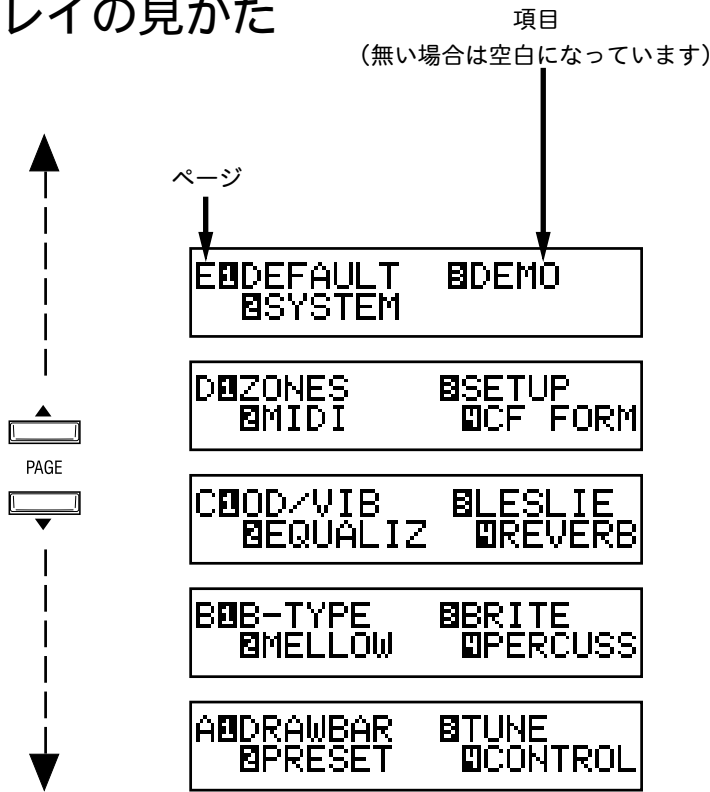 レイの見かた
項目
（無い場合は空白になっています）
ページ
E1DEFAULT 3DEMO
2SYSTEM
D1ZONES 3SETUP
2MIDI 4CF FORM
PAGE
C1OD/VIB 3LESLIE
2EQUALIZ 4REVERB
B1B-TYPE 3BRITE
2MELLOW 4PERCUSS
A1DRAWBAR 3TUNE
2PRESET 4CONTROL